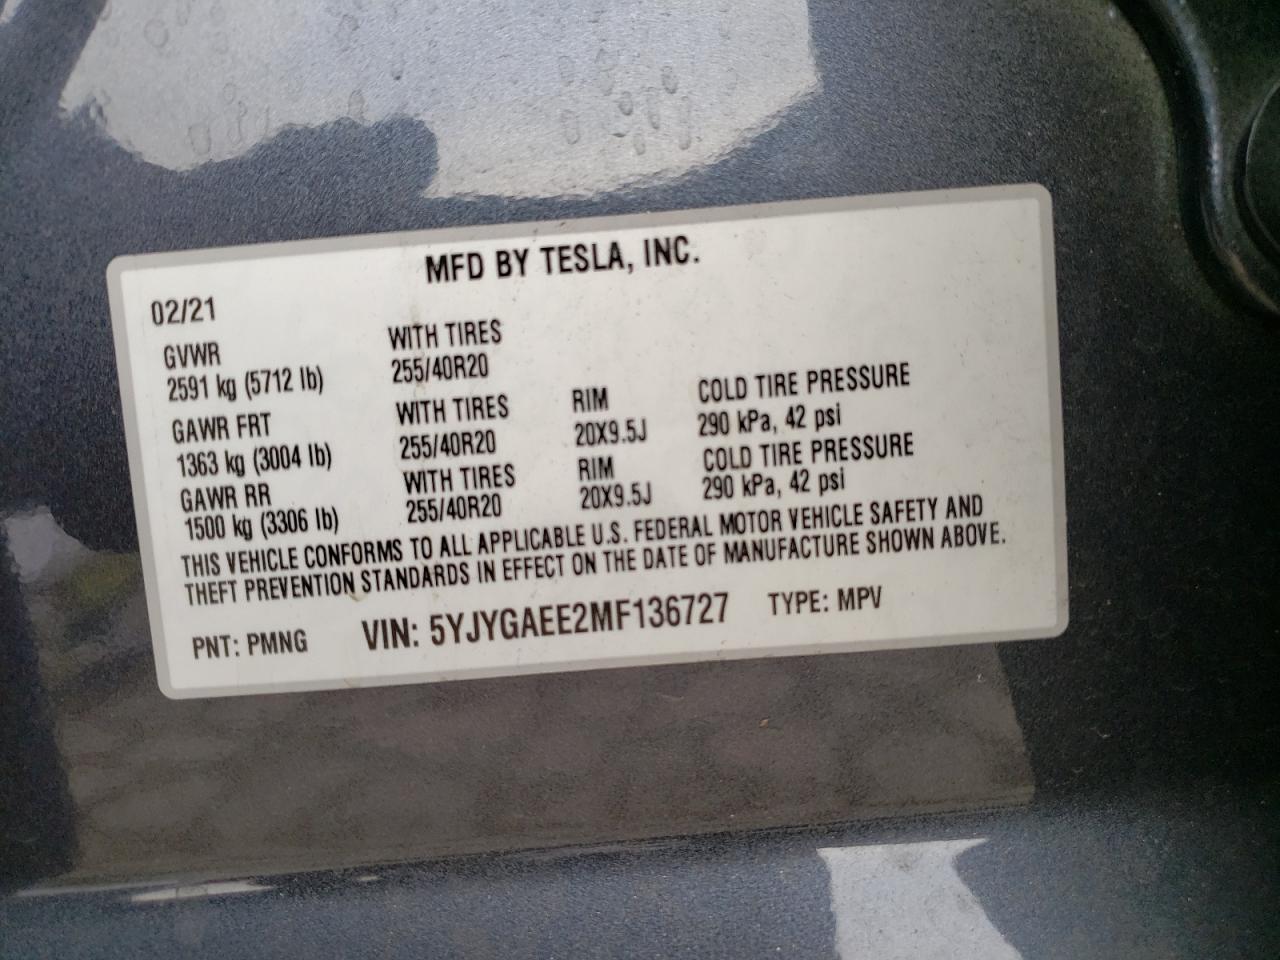 MFD BY TESLA, INC.
02/21
GVWR WITH TIRES
2591 kg (5712 lb) 255/40R20
GAWR FRT WITH TIRES RIM COLD TIRE PRESSURE
1363 kg (3004 lb) 255/40R20 20X9.5J 290 kPa, 42 psi
GAWR RR WITH TIRES RIM COLD TIRE PRESSURE
1500 kg (3306 lb) 255/40R20 20X9.5J 290 kPa, 42 psi
THIS VEHICLE CONFORMS TO ALL APPLICABLE U.S. FEDERAL MOTOR VEHICLE SAFETY AND
THEFT PREVENTION STANDARDS IN EFFECT ON THE DATE OF MANUFACTURE SHOWN ABOVE.
PNT: PMNG VIN: 5YJYGAEE2MF136727 TYPE: MPV